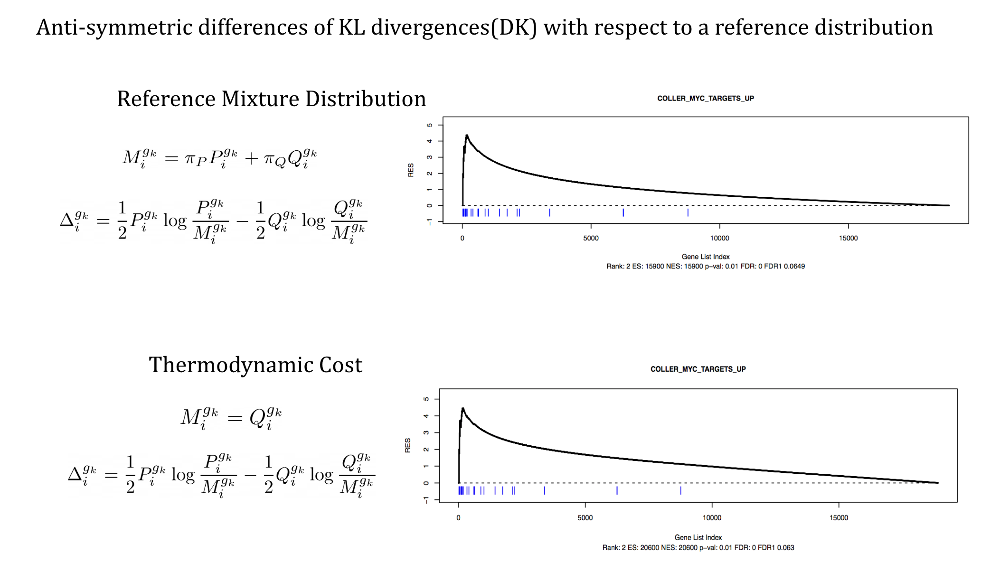 Anti-symmetric differences of KL divergences(DK) with respect to a reference distribution
Reference Mixture Distribution
M_i^{g_k} = π_P P_i^{g_k} + π_Q Q_i^{g_k}
Δ_i^{g_k} = \frac{1}{2} P_i^{g_k} log \frac{P_i^{g_k}}{M_i^{g_k}} − \frac{1}{2} Q_i^{g_k} log \frac{Q_i^{g_k}}{M_i^{g_k}}
COLLER_MYC_TARGETS_UP
RES
5
4
3
2
1
0
−1
0 5000 10000 15000
Gene List Index
Rank: 2 ES: 15900 NES: 15900 p−val: 0.01 FDR: 0 FDR1 0.0649
Thermodynamic Cost
M_i^{g_k} = Q_i^{g_k}
Δ_i^{g_k} = \frac{1}{2} P_i^{g_k} log \frac{P_i^{g_k}}{M_i^{g_k}} − \frac{1}{2} Q_i^{g_k} log \frac{Q_i^{g_k}}{M_i^{g_k}}
COLLER_MYC_TARGETS_UP
RES
5
4
3
2
1
0
−1
0 5000 10000 15000
Gene List Index
Rank: 2 ES: 20600 NES: 20600 p−val: 0.01 FDR: 0 FDR1 0.063